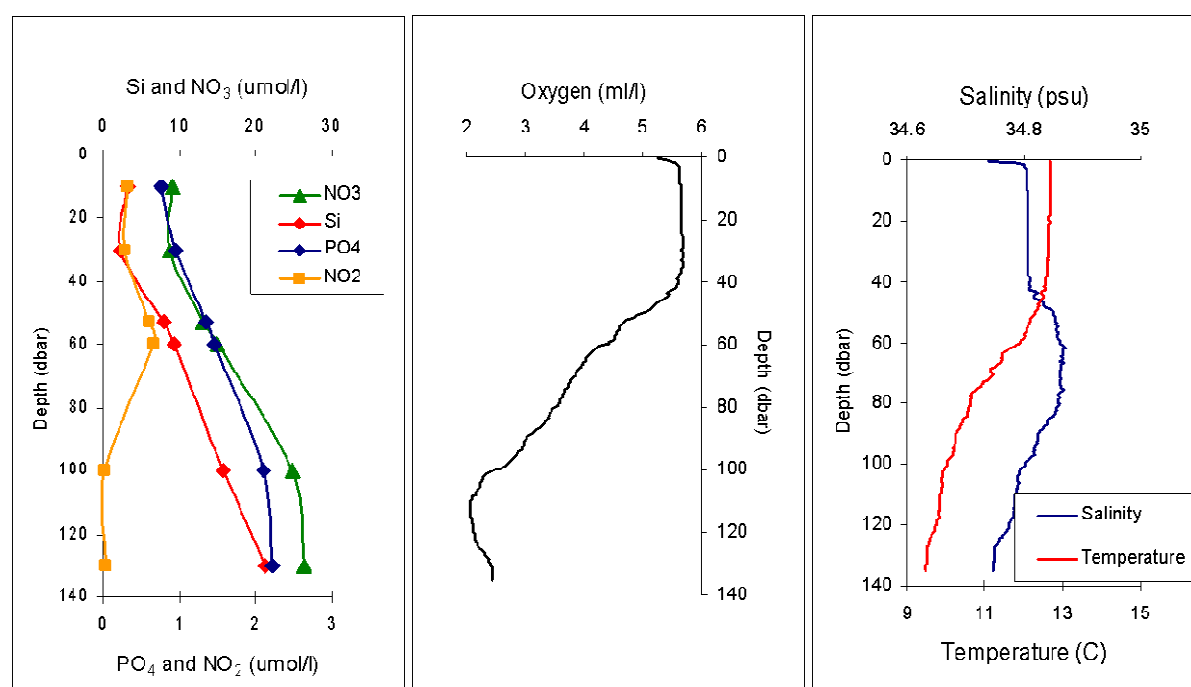 Si and NO3 (umol/l)
0 10 20 30
0
20
40
60
80
100
120
140
Depth (dbar)
NO3
Si
PO4
NO2
0 1 2 3
PO4 and NO2 (umol/l)
Oxygen (ml/l)
2 3 4 5 6
0
20
40
60
80
100
120
140
Depth (dbar)
Salinity (psu)
34.6 34.8 35
0
20
40
60
80
100
120
140
Depth (dbar)
Salinity
Temperature
9 11 13 15
Temperature (C)